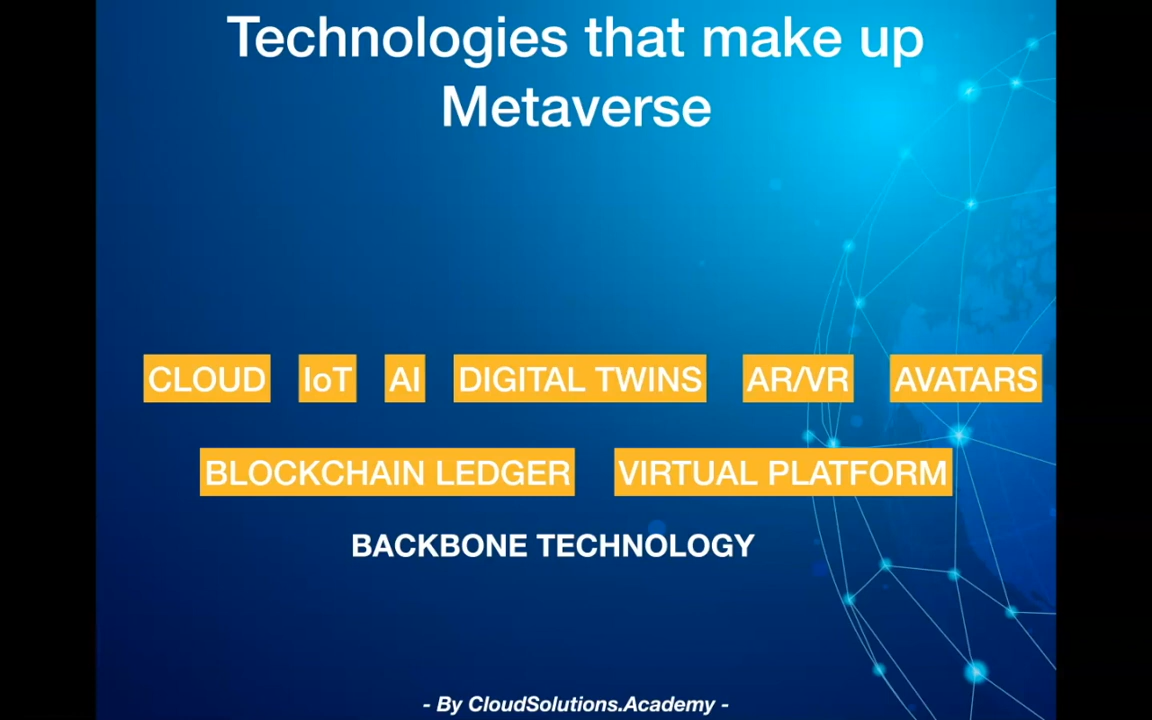 Technologies that make up
Metaverse
CLOUD IoT AI DIGITAL TWINS AR/VR AVATARS
BLOCKCHAIN LEDGER VIRTUAL PLATFORM
BACKBONE TECHNOLOGY
- By CloudSolutions.Academy -